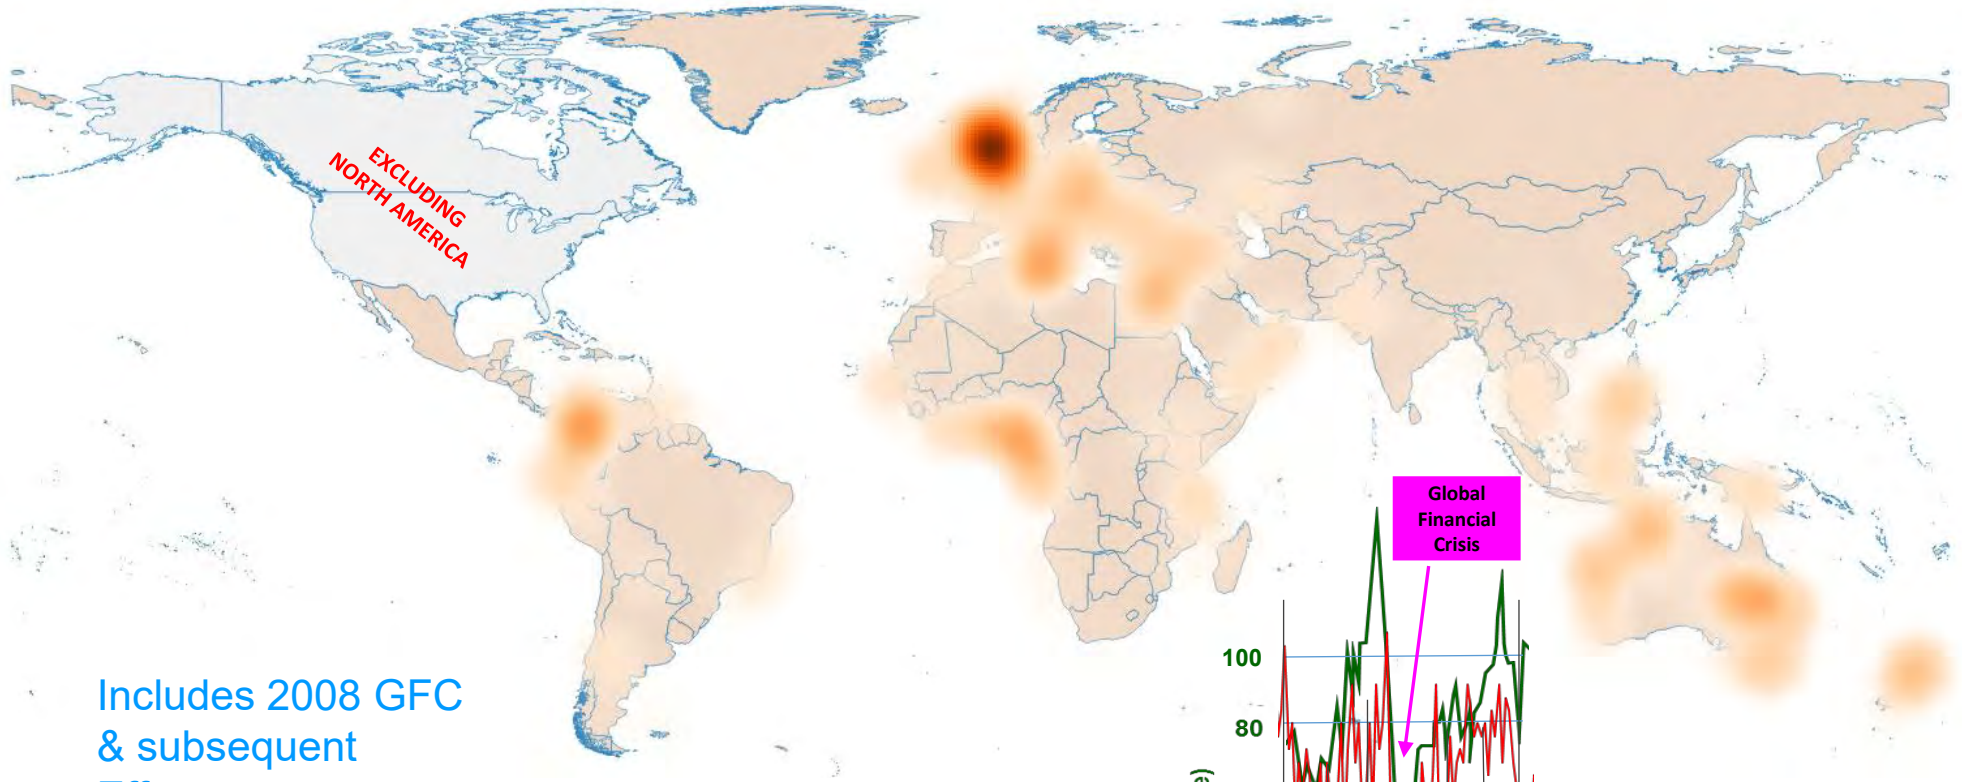 EXCLUDING
NORTH AMERICA
Global
Financial
Crisis
100
80
Includes 2008 GFC
& subsequent